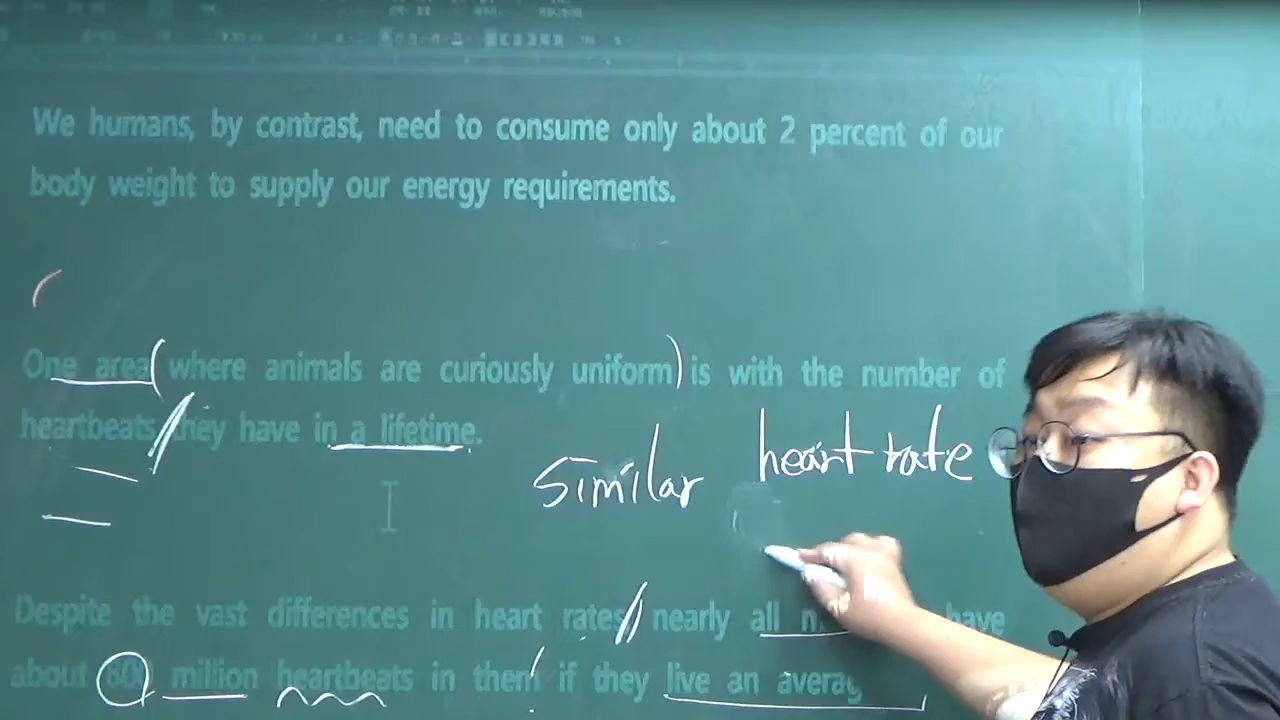 We humans, by contrast, need to consume only about 2 percent of our
body weight to supply our energy requirements.
One area ( where animals are curiously uniform ) is with the number of
heartbeats they have in a lifetime.
similar heart rate
Despite the vast differences in heart rates nearly all have
about million heartbeats in them if they live an